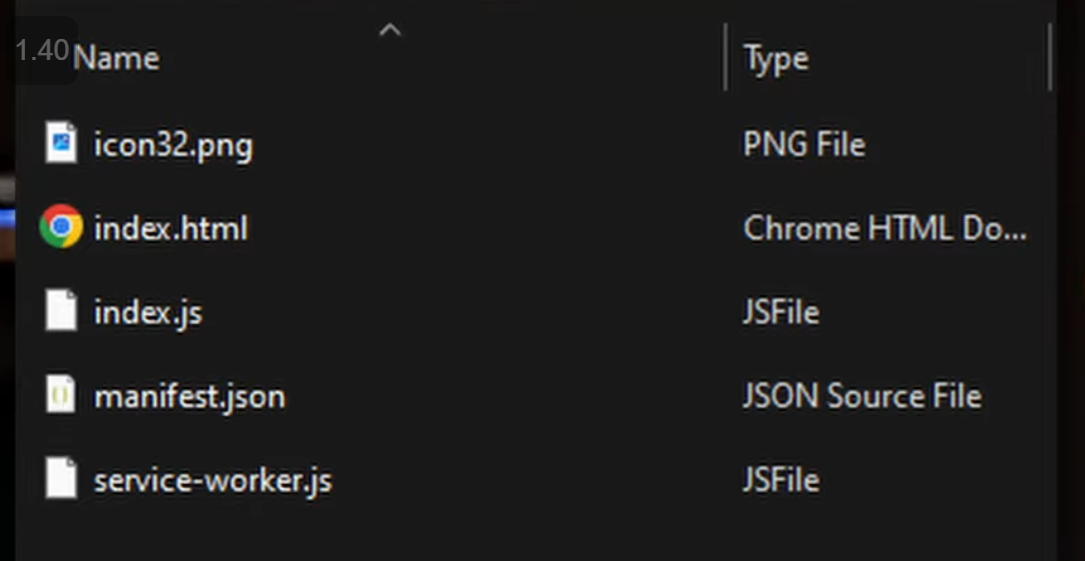 1.40
Name Type
icon32.png PNG File
index.html Chrome HTML Do...
index.js JSFile
manifest.json JSON Source File
service-worker.js JSFile